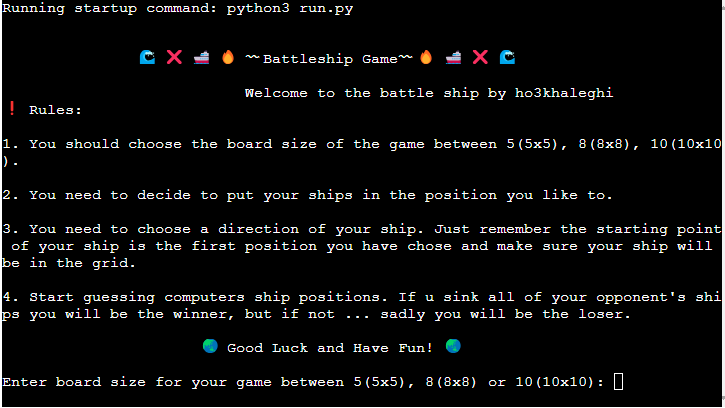 Running startup command: python3 run.py
🌊 ❌ 🚢 🔥 〰Battleship Game〰 🔥 🚢 ❌ 🌊
Welcome to the battle ship by ho3khaleghi
❗ Rules:
1. You should choose the board size of the game between 5(5x5), 8(8x8), 10(10x10
).
2. You need to decide to put your ships in the position you like to.
3. You need to choose a direction of your ship. Just remember the starting point
of your ship is the first position you have chose and make sure your ship will
be in the grid.
4. Start guessing computers ship positions. If u sink all of your opponent's shi
ps you will be the winner, but if not ... sadly you will be the loser.
🌏 Good Luck and Have Fun! 🌏
Enter board size for your game between 5(5x5), 8(8x8) or 10(10x10):